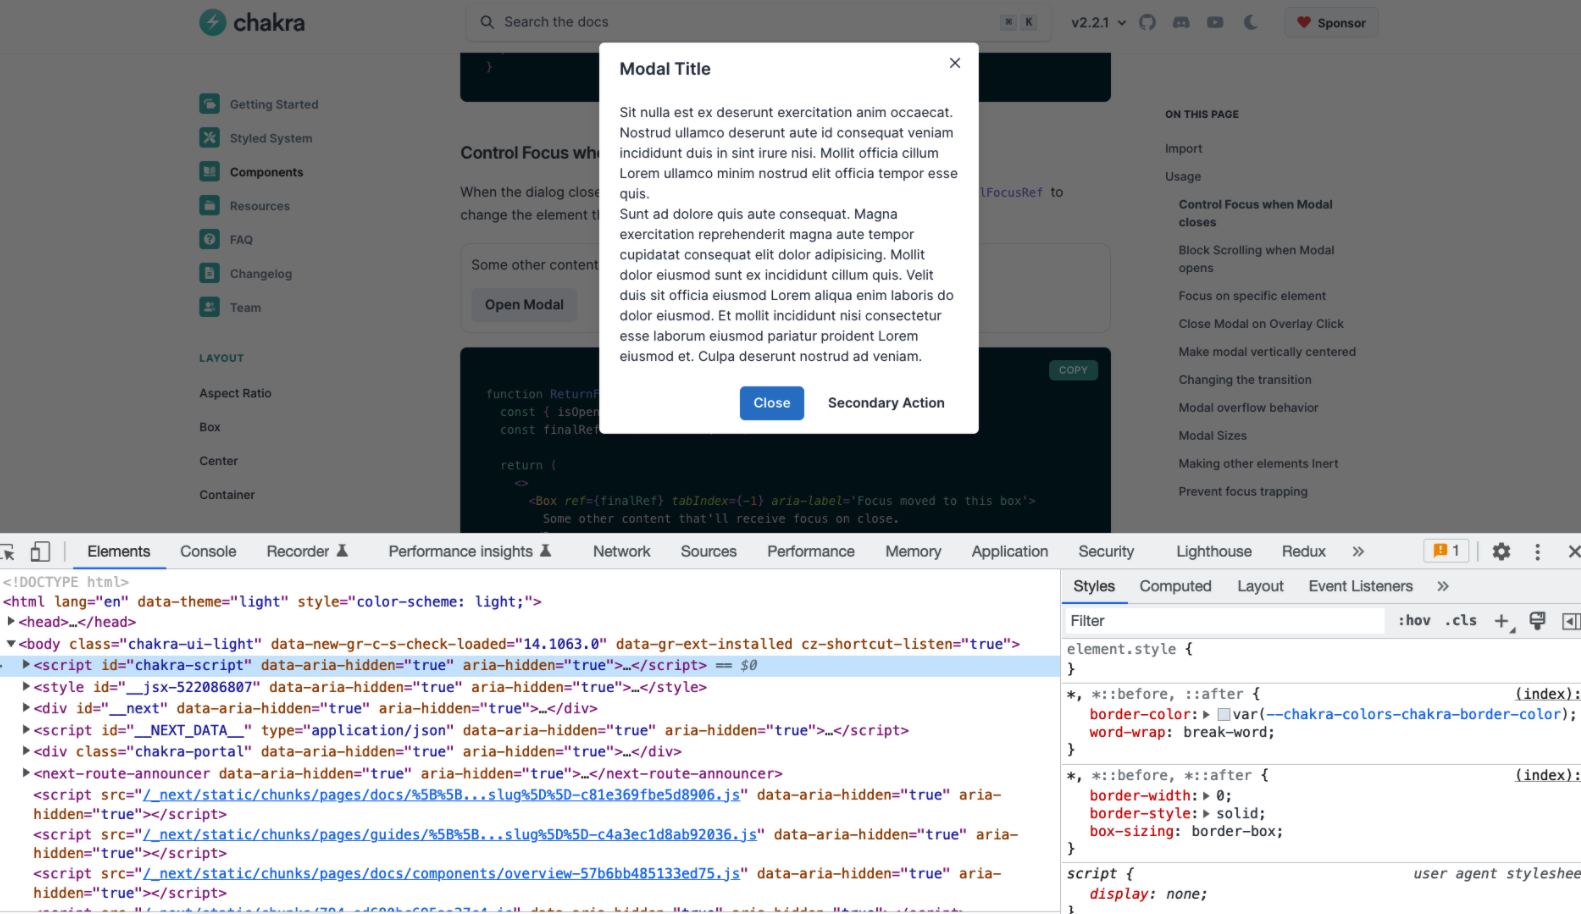 chakra
Search the docs
⌘ K
v2.2.1
Sponsor
}
Modal Title
Sit nulla est ex deserunt exercitation anim occaecat.
Nostrud ullamco deserunt aute id consequat veniam
incididunt duis in sint irure nisi. Mollit officia cillum
Lorem ullamco minim nostrud elit officia tempor esse
quis.
Sunt ad dolore quis aute consequat. Magna
exercitation reprehenderit magna aute tempor
cupidatat consequat elit dolor adipisicing. Mollit
dolor eiusmod sunt ex incididunt cillum quis. Velit
duis sit officia eiusmod Lorem aliqua enim laboris do
dolor eiusmod. Et mollit incididunt nisi consectetur
esse laborum eiusmod pariatur proident Lorem
eiusmod et. Culpa deserunt nostrud ad veniam.
Close
Secondary Action
Getting Started
Styled System
Components
Resources
FAQ
Changelog
Team
LAYOUT
Aspect Ratio
Box
Center
Container
Control Focus wh
When the dialog close
lFocusRef to
change the element t
Some other content
Open Modal
COPY
function Return
const { isOpen
const finalRef
return (
<>
<Box ref={finalRef} tabIndex={-1} aria-label='Focus moved to this box'>
Some other content that'll receive focus on close.
ON THIS PAGE
Import
Usage
Control Focus when Modal
closes
Block Scrolling when Modal
opens
Focus on specific element
Close Modal on Overlay Click
Make modal vertically centered
Changing the transition
Modal overflow behavior
Modal Sizes
Making other elements Inert
Prevent focus trapping
Elements
Console
Recorder
Performance insights
Network
Sources
Performance
Memory
Application
Security
Lighthouse
Redux
»
1
<!DOCTYPE html>
<html lang="en" data-theme="light" style="color-scheme: light;">
<head>…</head>
<body class="chakra-ui-light" data-new-gr-c-s-check-loaded="14.1063.0" data-gr-ext-installed cz-shortcut-listen="true">
<script id="chakra-script" data-aria-hidden="true" aria-hidden="true">…</script> == $0
<style id="__jsx-522086807" data-aria-hidden="true" aria-hidden="true">…</style>
<div id="__next" data-aria-hidden="true" aria-hidden="true">…</div>
<script id="__NEXT_DATA__" type="application/json" data-aria-hidden="true" aria-hidden="true">…</script>
<div class="chakra-portal" data-aria-hidden="true" aria-hidden="true">…</div>
<next-route-announcer data-aria-hidden="true" aria-hidden="true">…</next-route-announcer>
<script src="/_next/static/chunks/pages/docs/%5B%5B...slug%5D%5D-c81e369fbe5d8906.js" data-aria-hidden="true" aria-
hidden="true"></script>
<script src="/_next/static/chunks/pages/guides/%5B%5B...slug%5D%5D-c4a3ec1d8ab92036.js" data-aria-hidden="true" aria-
hidden="true"></script>
<script src="/_next/static/chunks/pages/docs/components/overview-57b6bb485133ed75.js" data-aria-hidden="true" aria-
hidden="true"></script>
Styles
Computed
Layout
Event Listeners
»
Filter
:hov .cls +
element.style {
}
*, *::before, ::after {
(index):
border-color: var(--chakra-colors-chakra-border-color);
word-wrap: break-word;
}
*, *::before, *::after {
(index):
border-width: 0;
border-style: solid;
box-sizing: border-box;
}
script {
user agent styleshee
display: none;
}